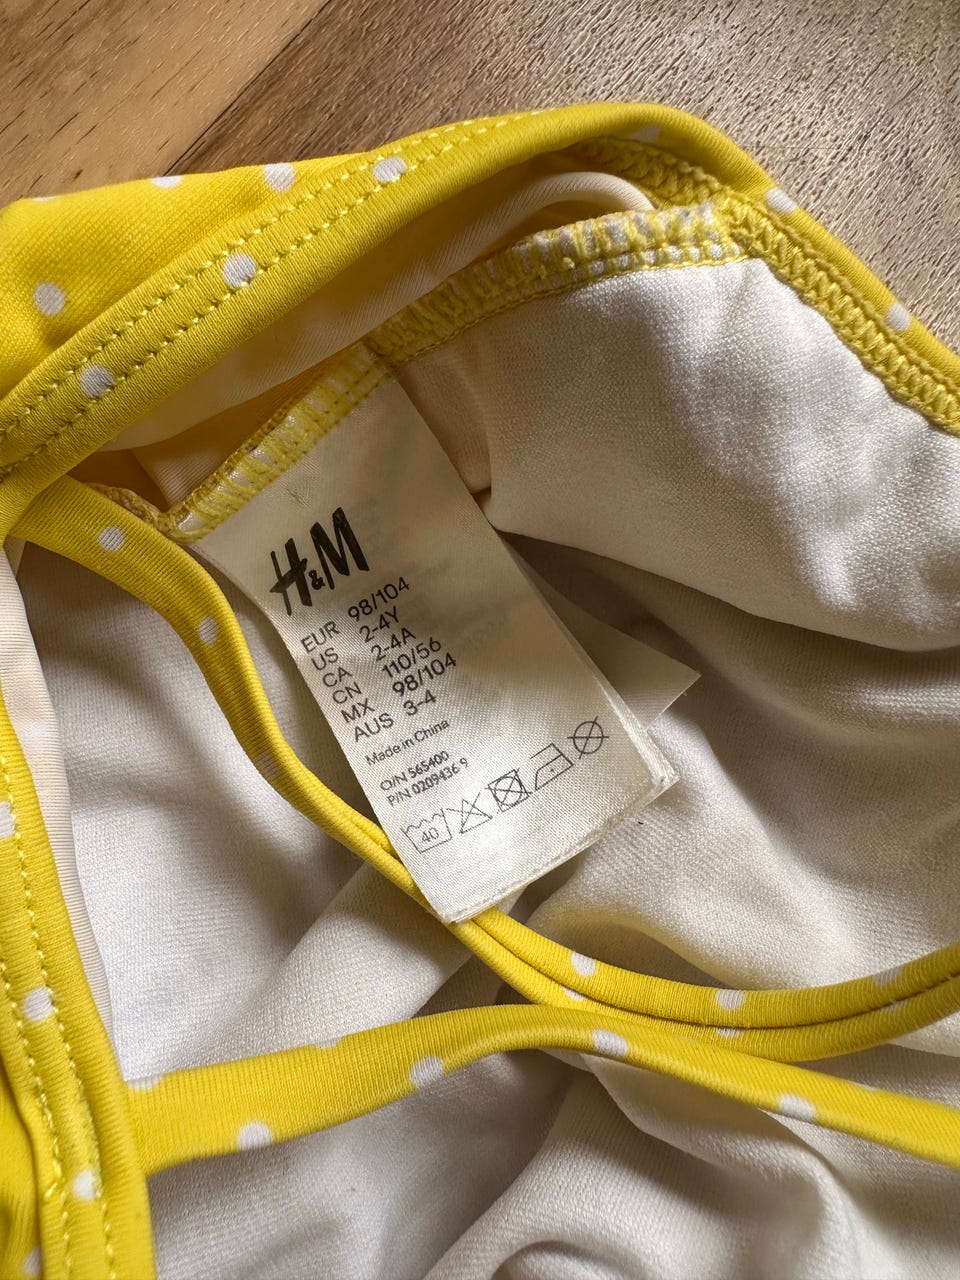 H&M
EUR 98/104
US 2-4Y
CA 2-4A
CN 110/56
MX 98/104
AUS 3-4
Made in China
O/N 565400
P/N 0209436 9
40